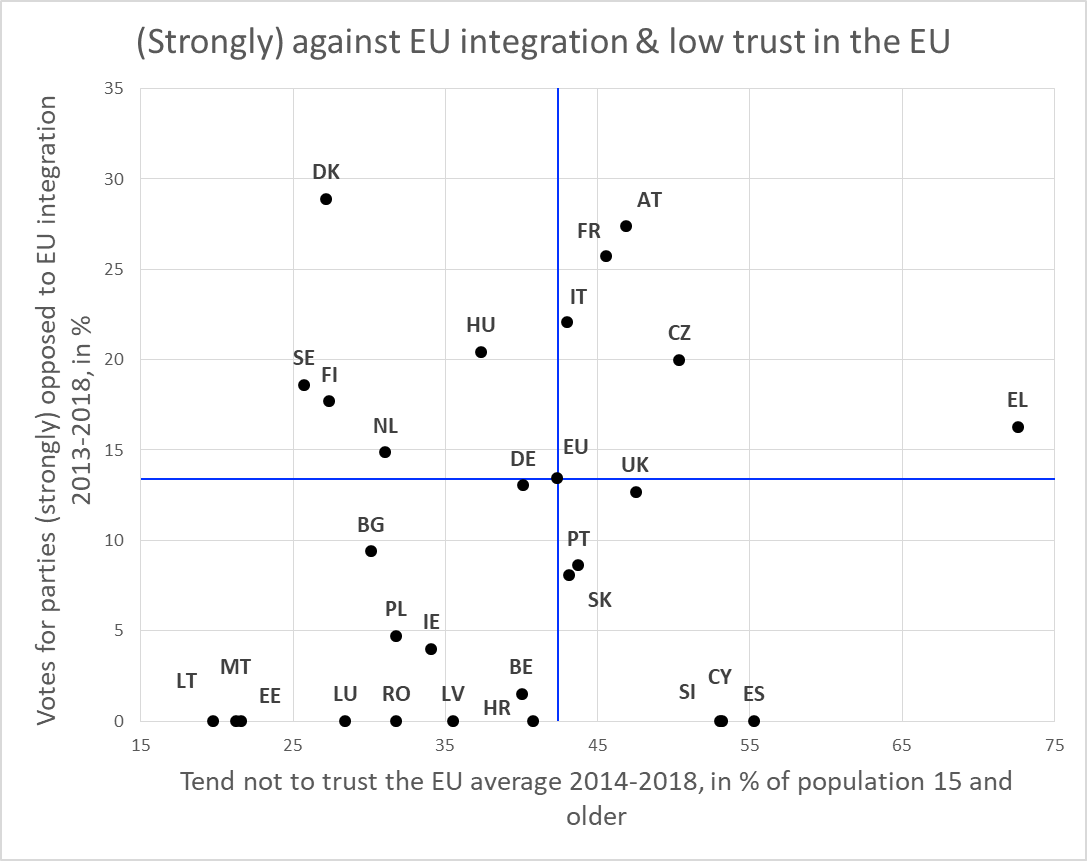 (Strongly) against EU integration & low trust in the EU
Votes for parties (strongly) opposed to EU integration
2013-2018, in %
35
30
25
20
15
10
5
0
DK
AT
FR
IT
HU
CZ
SE
FI
EL
NL
EU
DE
UK
BG
PT
SK
PL
IE
MT
BE
LT
CY
EE
LU
RO
LV
HR
SI
ES
15
25
35
45
55
65
75
Tend not to trust the EU average 2014-2018, in % of population 15 and
older